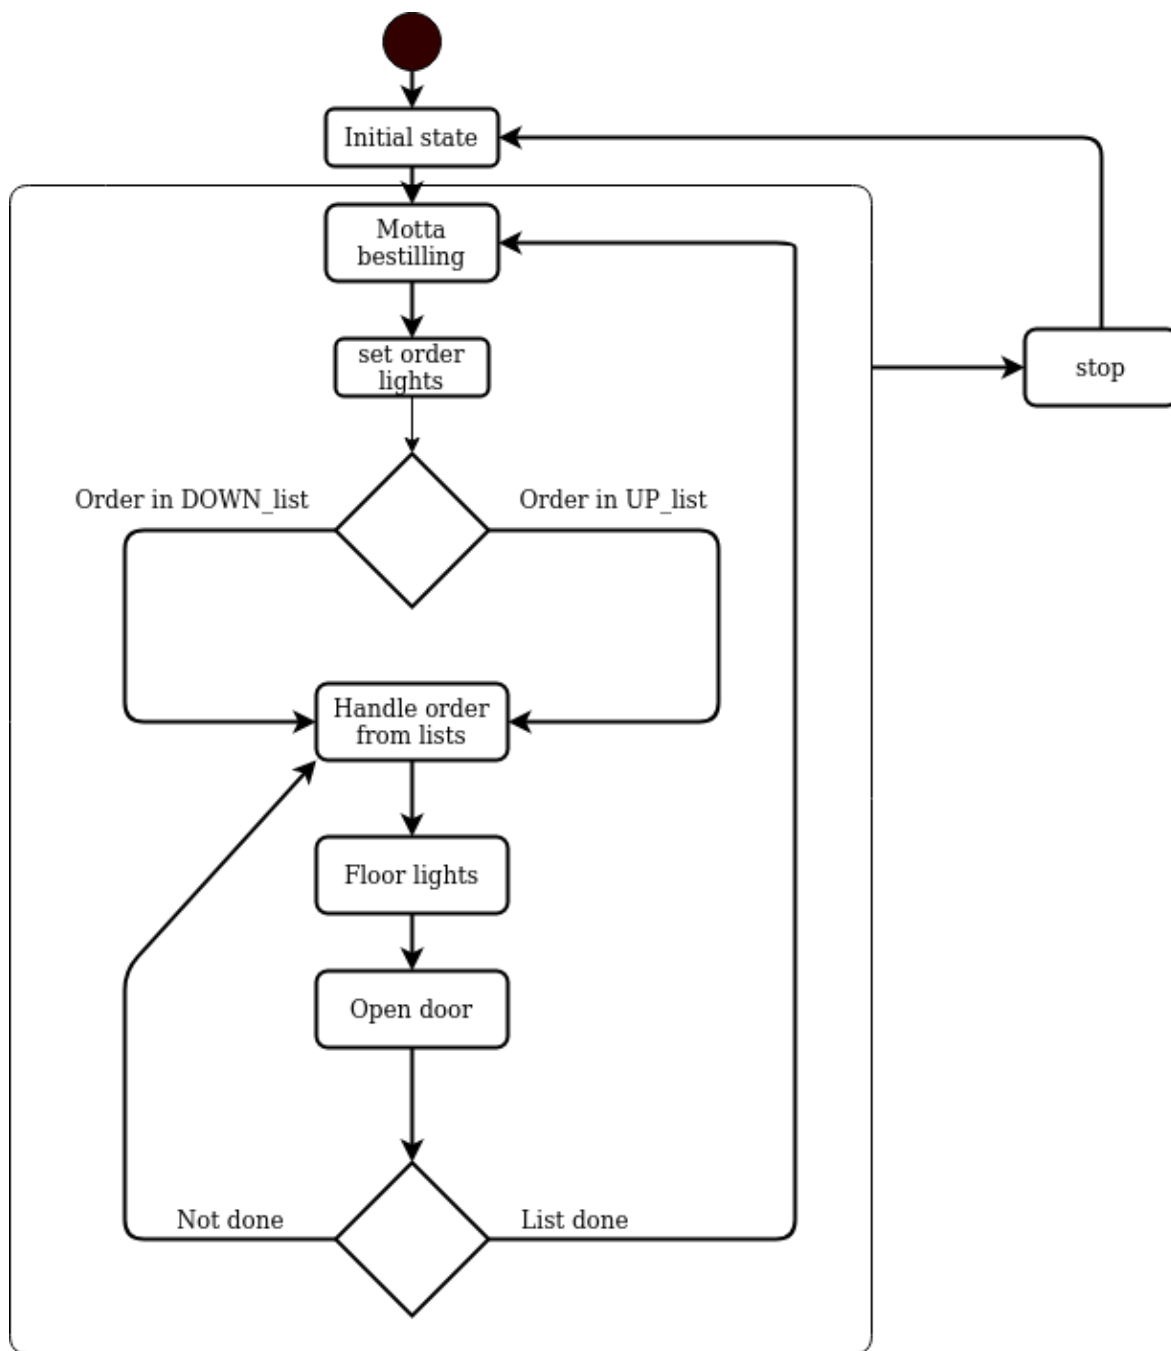 Initial state
Motta
bestilling
set order
lights
stop
Order in DOWN_list
Order in UP_list
Handle order
from lists
Floor lights
Open door
Not done
List done